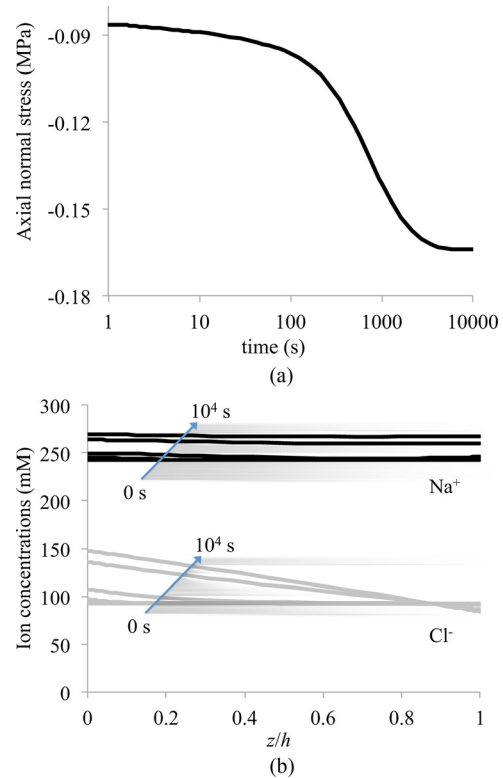 -0.09
-0.12
-0.15
-0.18
Axial normal stress (MPa)
1 10 100 1000 10000
time (s)
(a)
300
250
200
150
100
50
0
Ion concentrations (mM)
10⁴ s
0 s
Na⁺
10⁴ s
0 s
Cl⁻
0 0.2 0.4 0.6 0.8 1
z/h
(b)